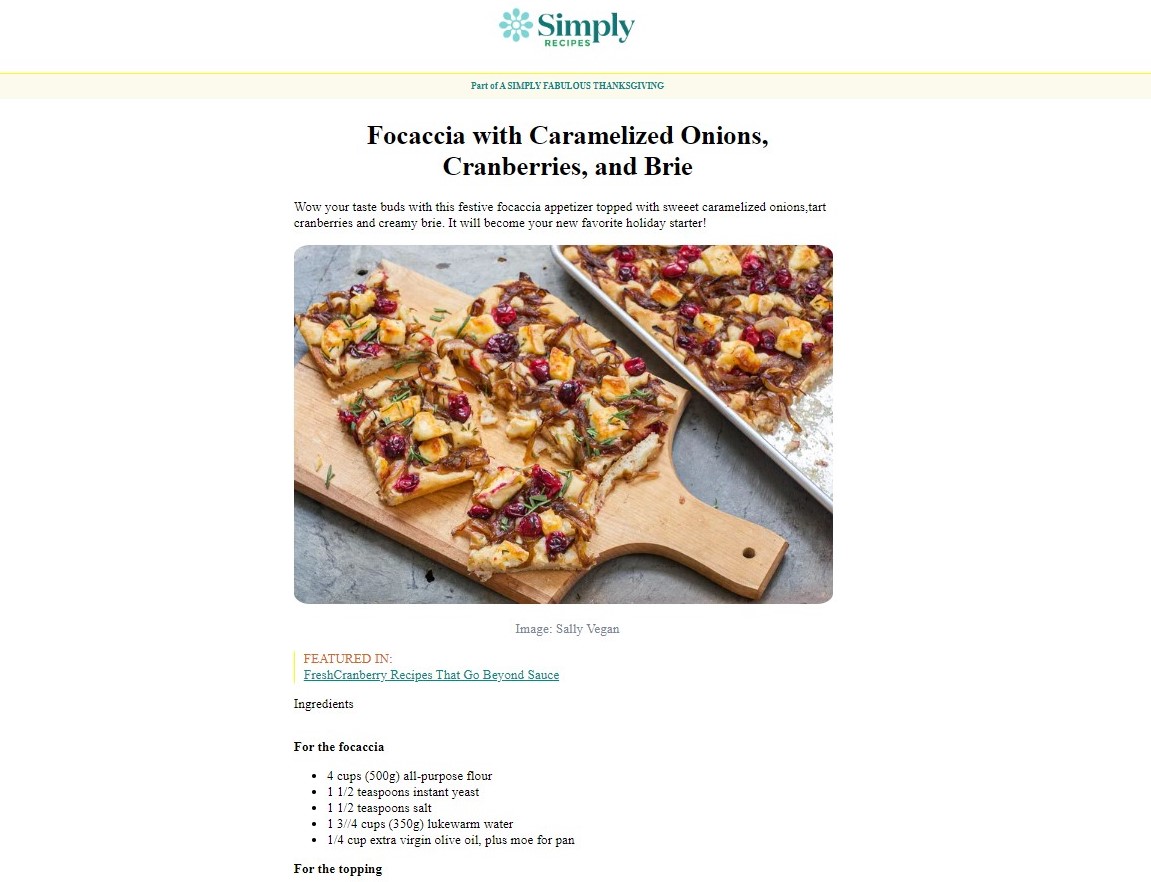 Simply
RECIPES
Part of A SIMPLY FABULOUS THANKSGIVING
Focaccia with Caramelized Onions,
Cranberries, and Brie
Wow your taste buds with this festive focaccia appetizer topped with sweeet caramelized onions,tart
cranberries and creamy brie. It will become your new favorite holiday starter!
Image: Sally Vegan
FEATURED IN:
FreshCranberry Recipes That Go Beyond Sauce
Ingredients
For the focaccia
• 4 cups (500g) all-purpose flour
• 1 1/2 teaspoons instant yeast
• 1 1/2 teaspoons salt
• 1 3//4 cups (350g) lukewarm water
• 1/4 cup extra virgin olive oil, plus moe for pan
For the topping